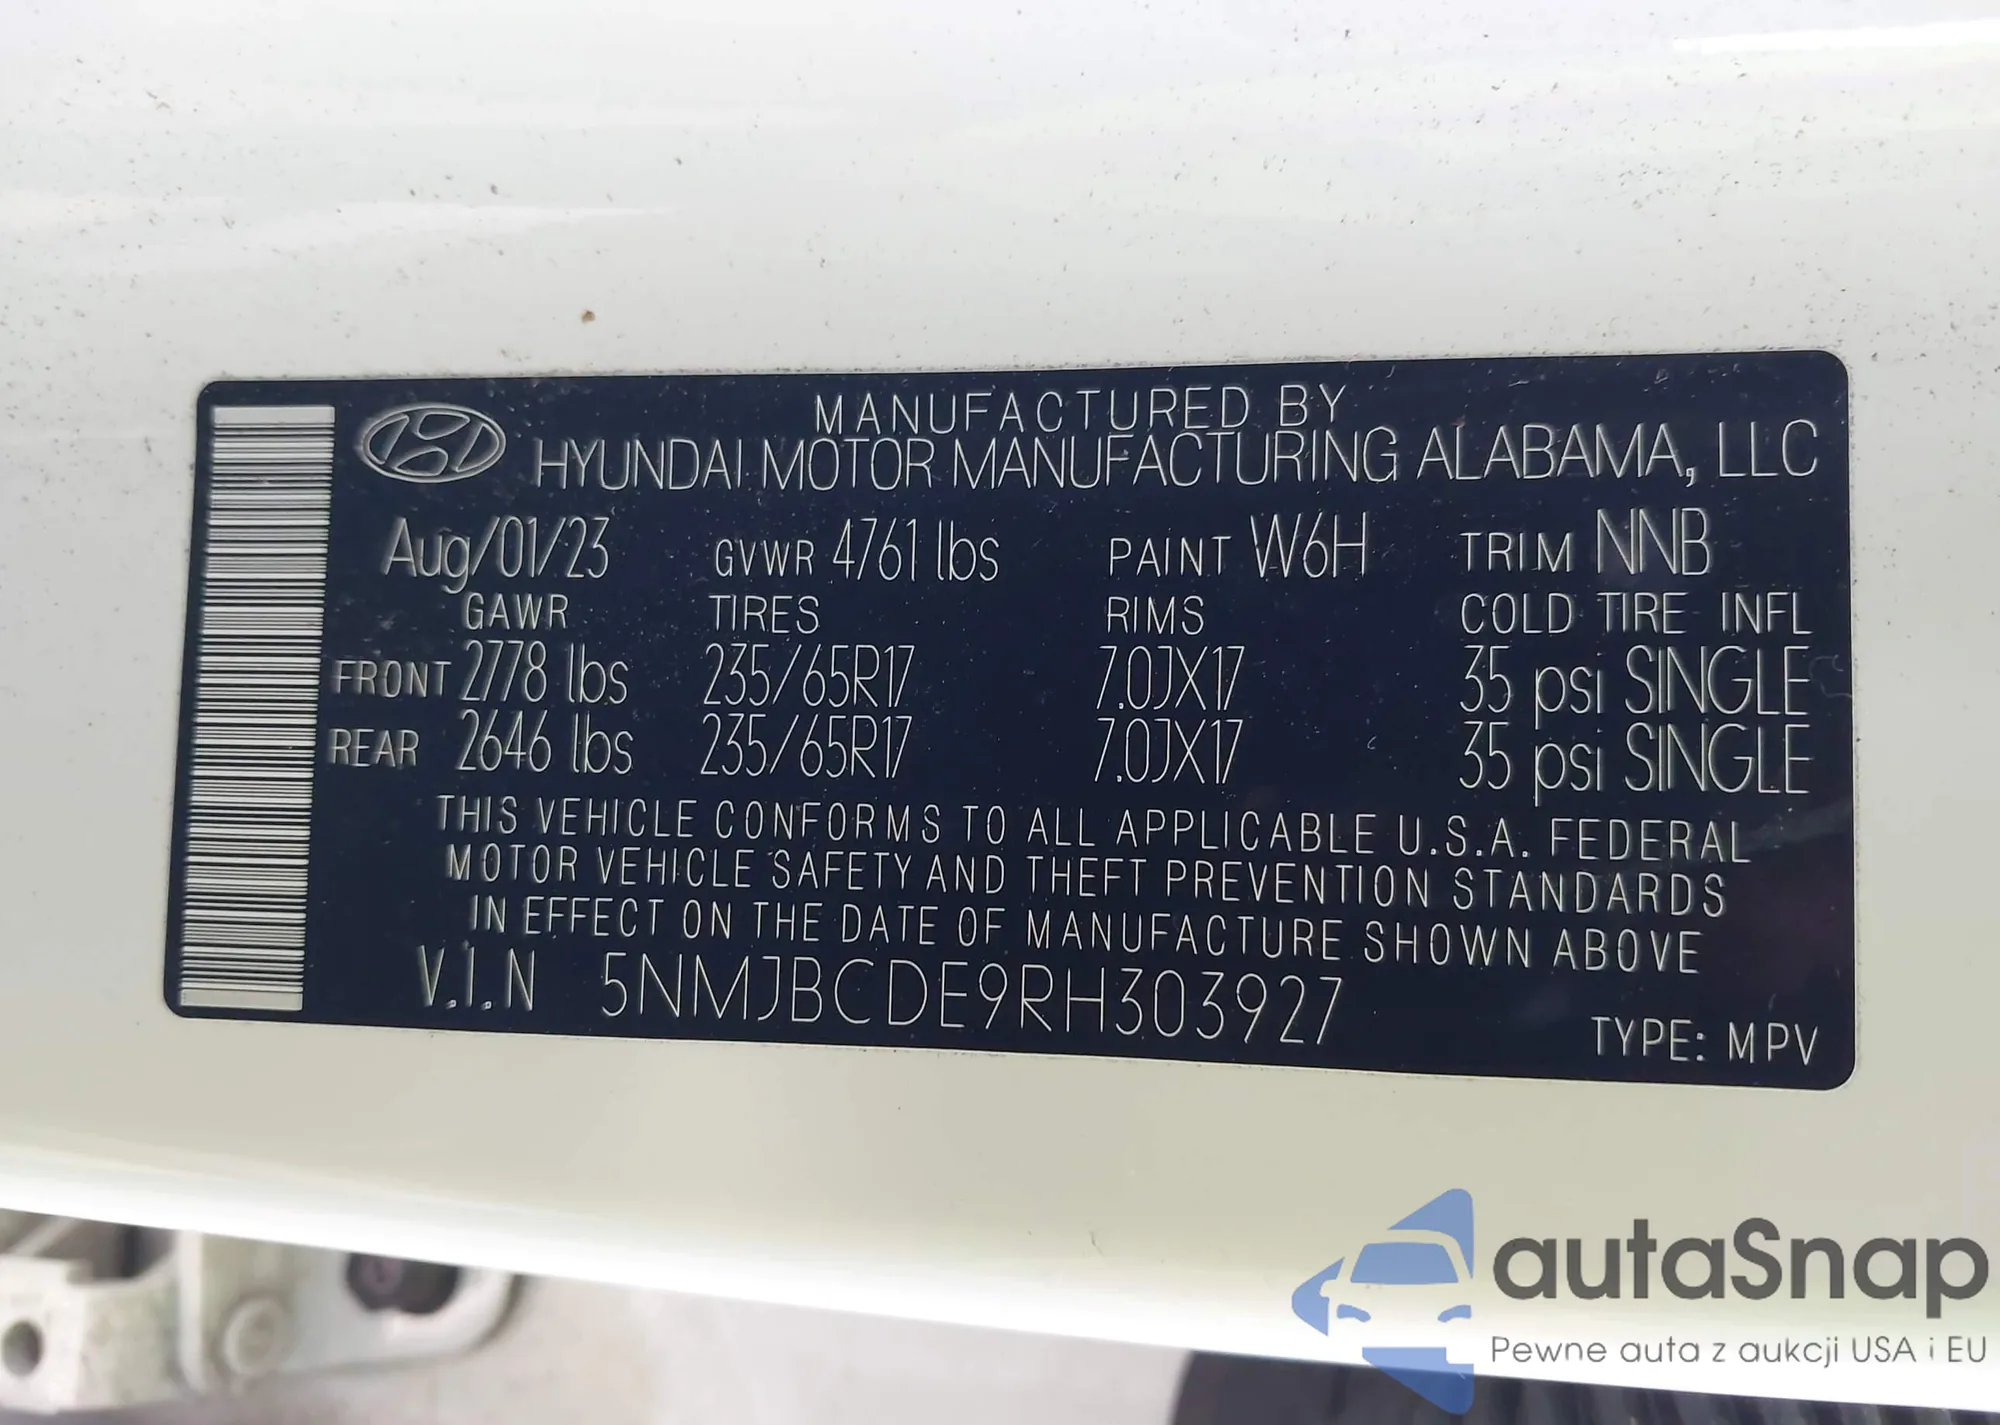 MANUFACTURED BY
HYUNDAI MOTOR MANUFACTURING ALABAMA, LLC
Aug/01/23 GVWR 4761 lbs PAINT W6H TRIM NNB
GAWR TIRES RIMS COLD TIRE INFL
FRONT 2778 lbs 235/65R17 7.0JX17 35 psi SINGLE
REAR 2646 lbs 235/65R17 7.0JX17 35 psi SINGLE
THIS VEHICLE CONFORMS TO ALL APPLICABLE U.S.A. FEDERAL
MOTOR VEHICLE SAFETY AND THEFT PREVENTION STANDARDS
IN EFFECT ON THE DATE OF MANUFACTURE SHOWN ABOVE
V.I.N 5NMJBCDE9RH303927
TYPE: MPV
autaSnap
Pewne auta z aukcji USA i EU